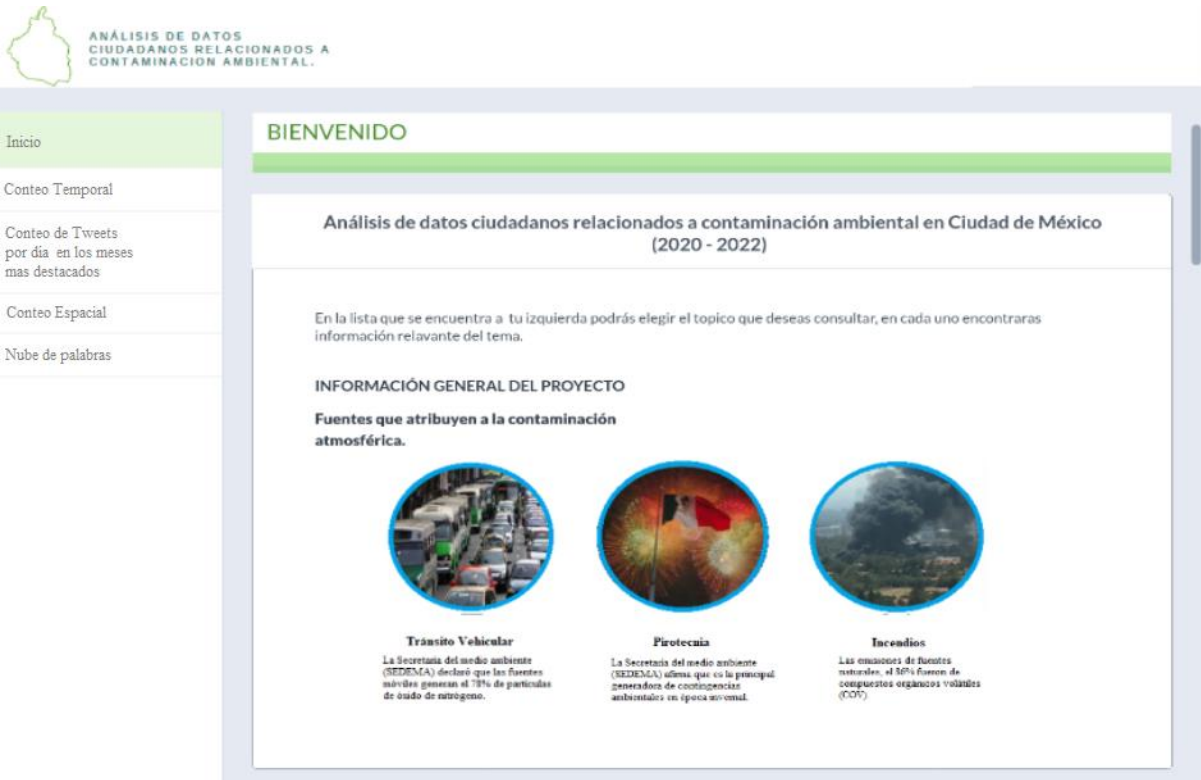 ANÁLISIS DE DATOS
CIUDADANOS RELACIONADOS A
CONTAMINACION AMBIENTAL.
Inicio
Conteo Temporal
Conteo de Tweets
por día en los meses
mas destacados
Conteo Espacial
Nube de palabras
BIENVENIDO
Análisis de datos ciudadanos relacionados a contaminación ambiental en Ciudad de México
(2020 - 2022)
En la lista que se encuentra a tu izquierda podrás elegir el topico que deseas consultar, en cada uno encontraras
información relavante del tema.
INFORMACIÓN GENERAL DEL PROYECTO
Fuentes que atribuyen a la contaminación
atmosférica.
Tránsito Vehicular
La Secretaria del medio ambiente
(SEDEMA) declaró que las fuentes
móviles generan el 78% de partículas
de óxido de nitrógeno.
Pirotecnia
La Secretaria del medio ambiente
(SEDEMA) afirma que es la principal
generadora de contingencias
ambientales en época invernal.
Incendios
Las emisiones de fuentes
naturales, el 36% fueron de
compuestos orgánicos volátiles
(COV)